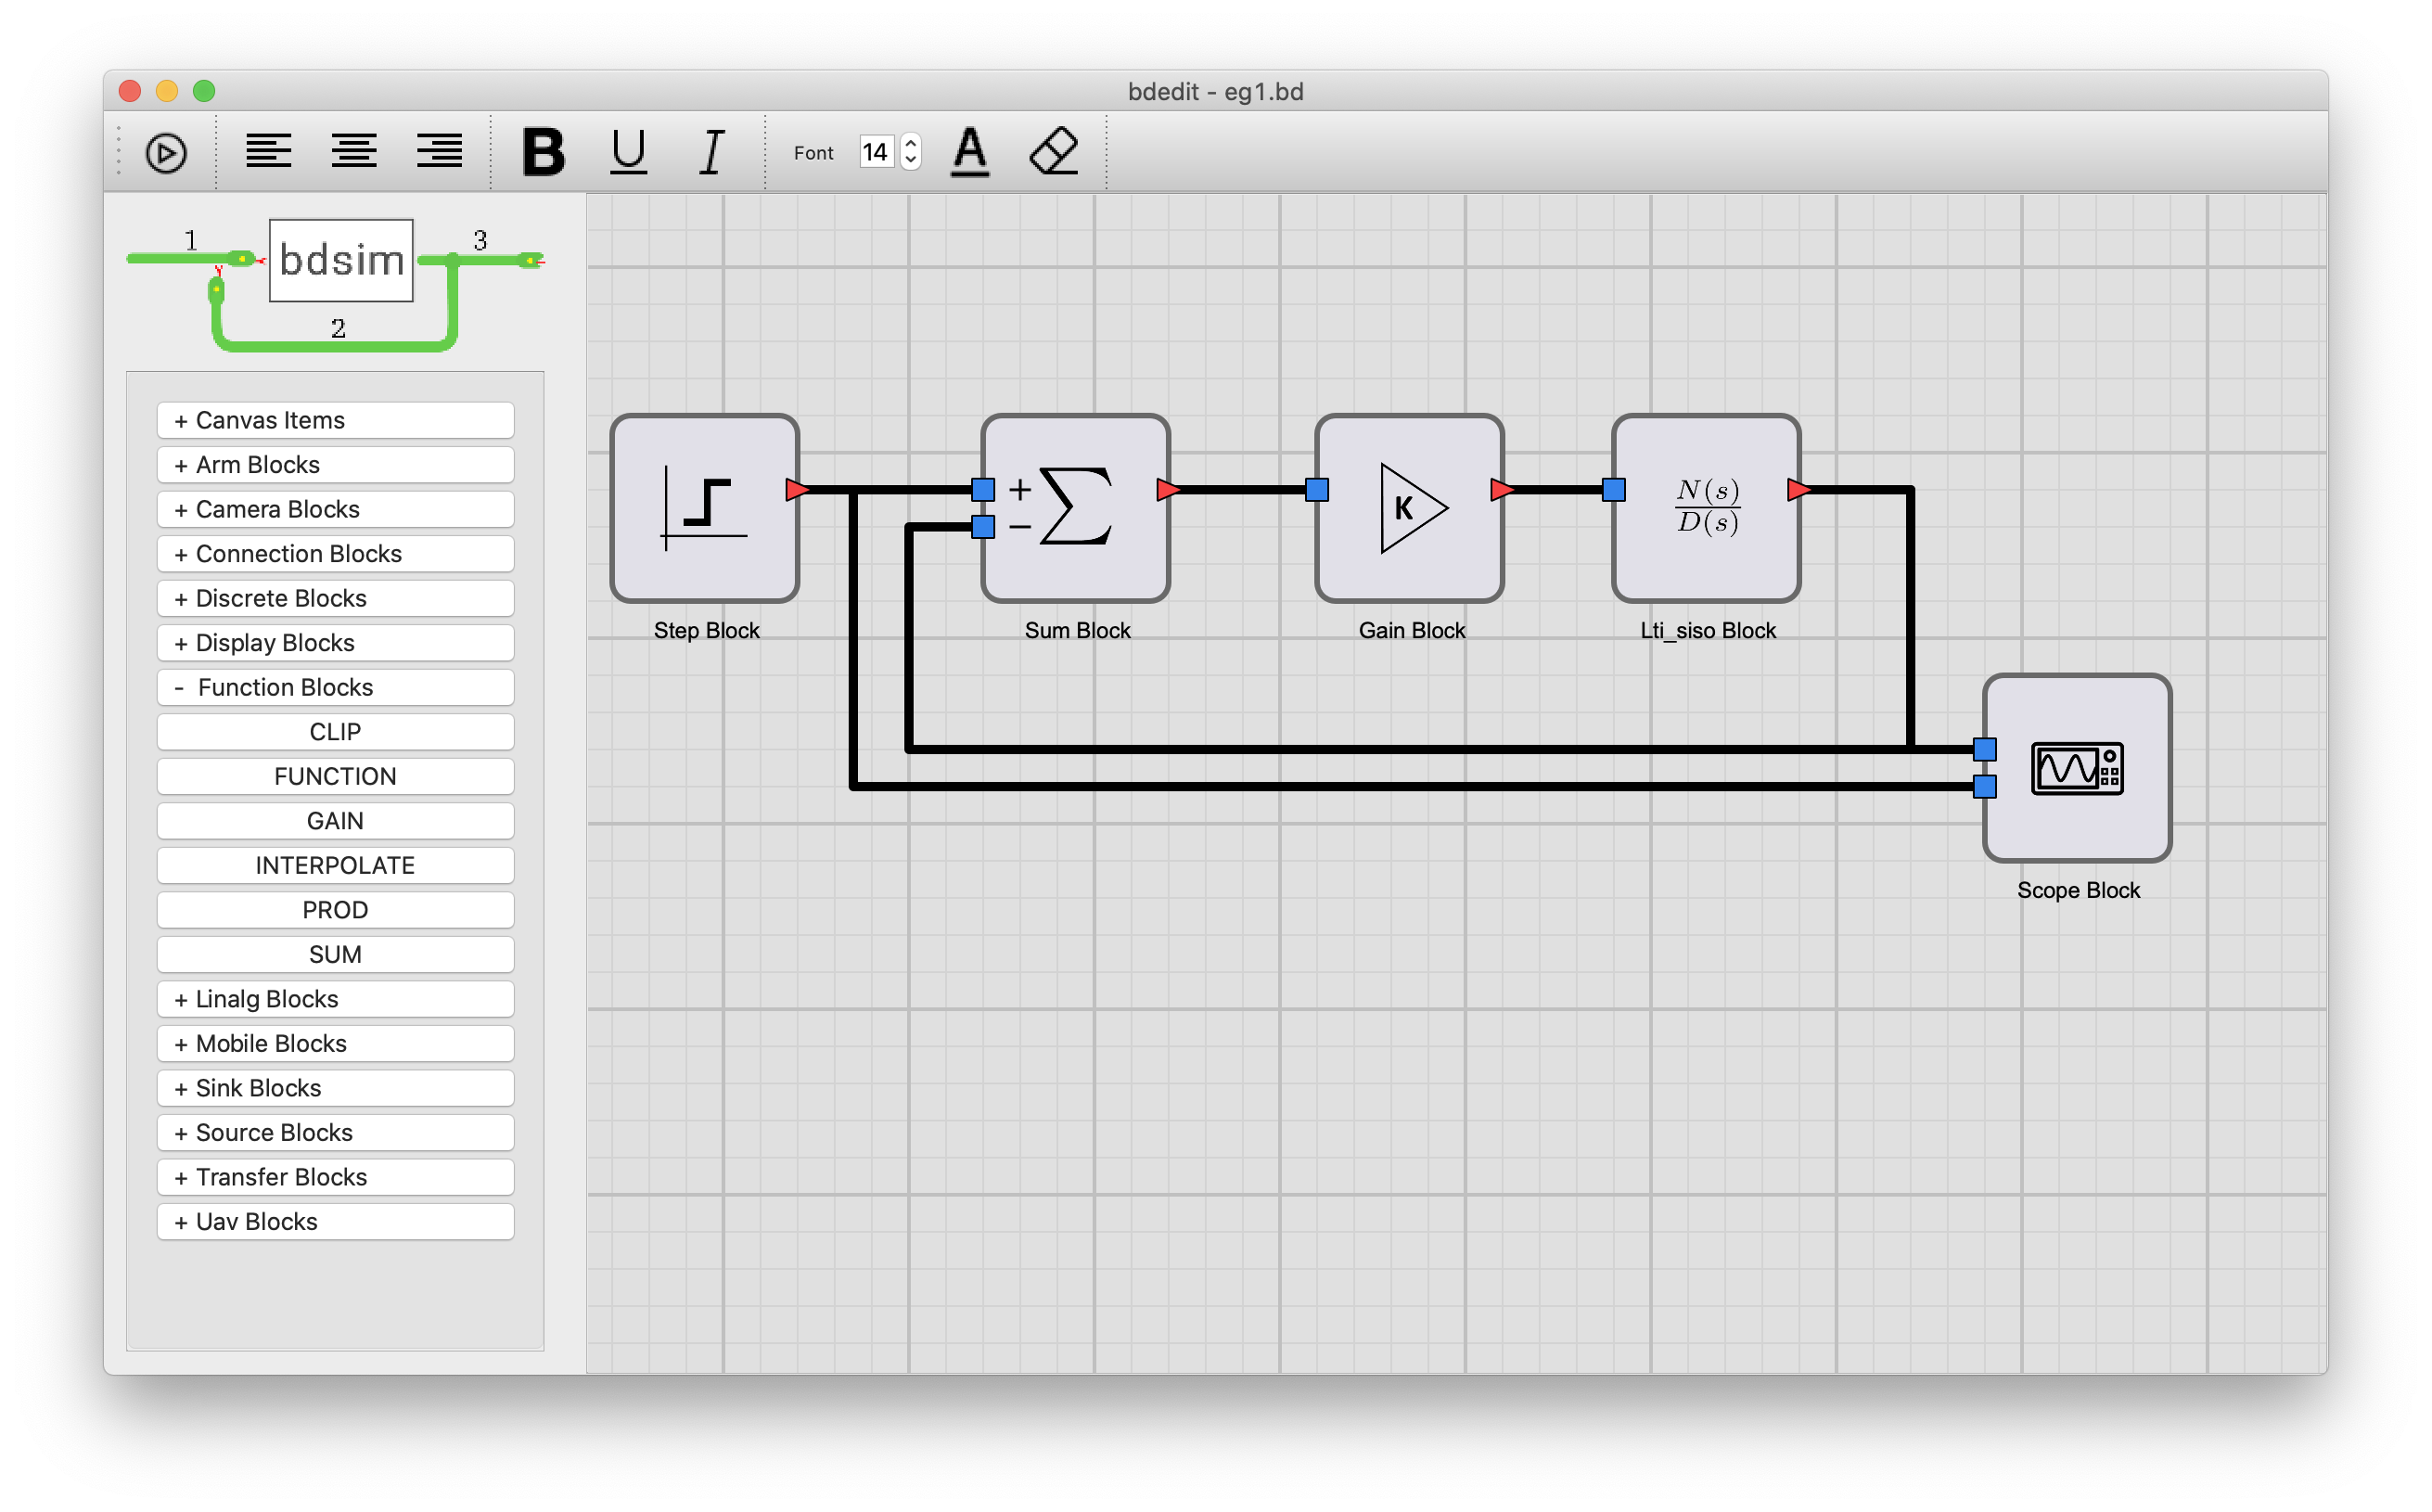 bdedit - eg1.bd
B U I Font 14 A
1 bdsim 3
2
+ Canvas Items
+ Arm Blocks
+ Camera Blocks
+ Connection Blocks
+ Discrete Blocks
+ Display Blocks
- Function Blocks
CLIP
FUNCTION
GAIN
INTERPOLATE
PROD
SUM
+ Linalg Blocks
+ Mobile Blocks
+ Sink Blocks
+ Source Blocks
+ Transfer Blocks
+ Uav Blocks
Step Block
+ ∑
−
Sum Block
K
Gain Block
N(s)
D(s)
Lti_siso Block
Scope Block